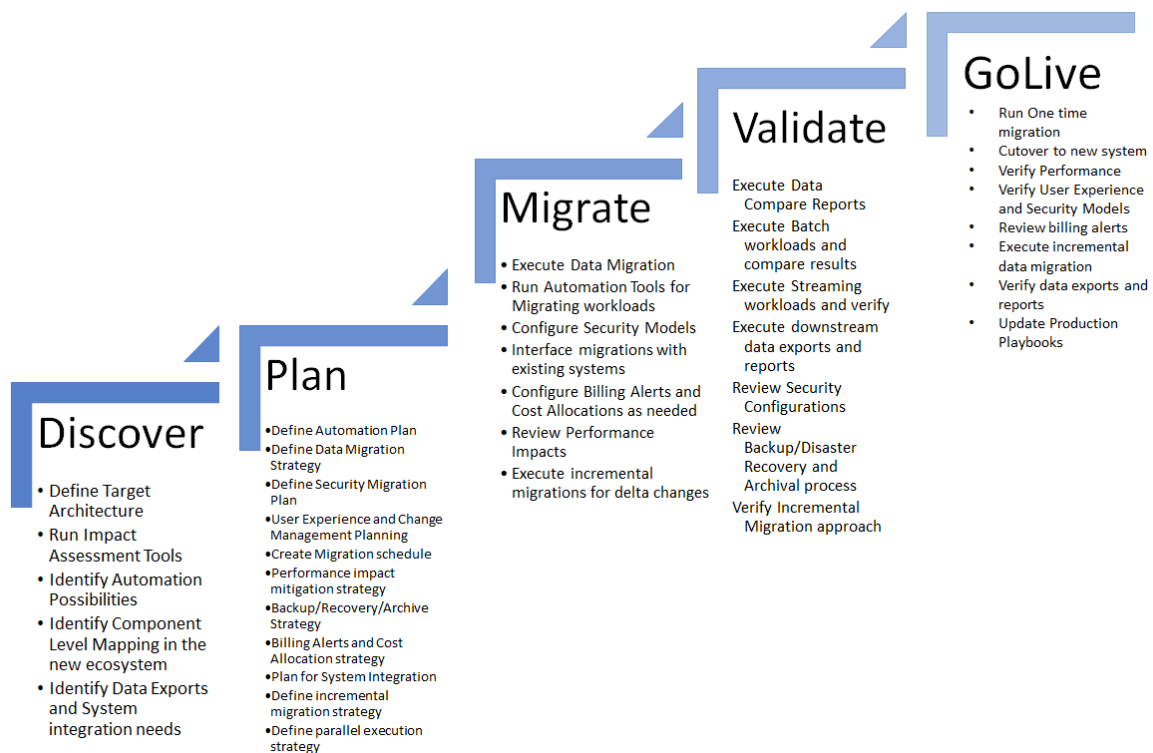 Discover
• Define Target
Architecture
• Run Impact
Assessment Tools
• Identify Automation
Possibilities
• Identify Component
Level Mapping in the
new ecosystem
• Identify Data Exports
and System
integration needs
Plan
•Define Automation Plan
•Define Data Migration
Strategy
•Define Security Migration
Plan
•User Experience and Change
Management Planning
•Create Migration schedule
•Performance impact
mitigation strategy
•Backup/Recovery/Archive
Strategy
•Billing Alerts and Cost
Allocation strategy
•Plan for System Integration
•Define incremental
migration strategy
•Define parallel execution
strategy
Migrate
• Execute Data Migration
• Run Automation Tools for
Migrating workloads
• Configure Security Models
• Interface migrations with
existing systems
• Configure Billing Alerts and
Cost Allocations as needed
• Review Performance
Impacts
• Execute incremental
migrations for delta changes
Validate
Execute Data
Compare Reports
Execute Batch
workloads and
compare results
Execute Streaming
workloads and verify
Execute downstream
data exports and
reports
Review Security
Configurations
Review
Backup/Disaster
Recovery and
Archival process
Verify Incremental
Migration approach
GoLive
• Run One time
migration
• Cutover to new system
• Verify Performance
• Verify User Experience
and Security Models
• Review billing alerts
• Execute incremental
data migration
• Verify data exports and
reports
• Update Production
Playbooks